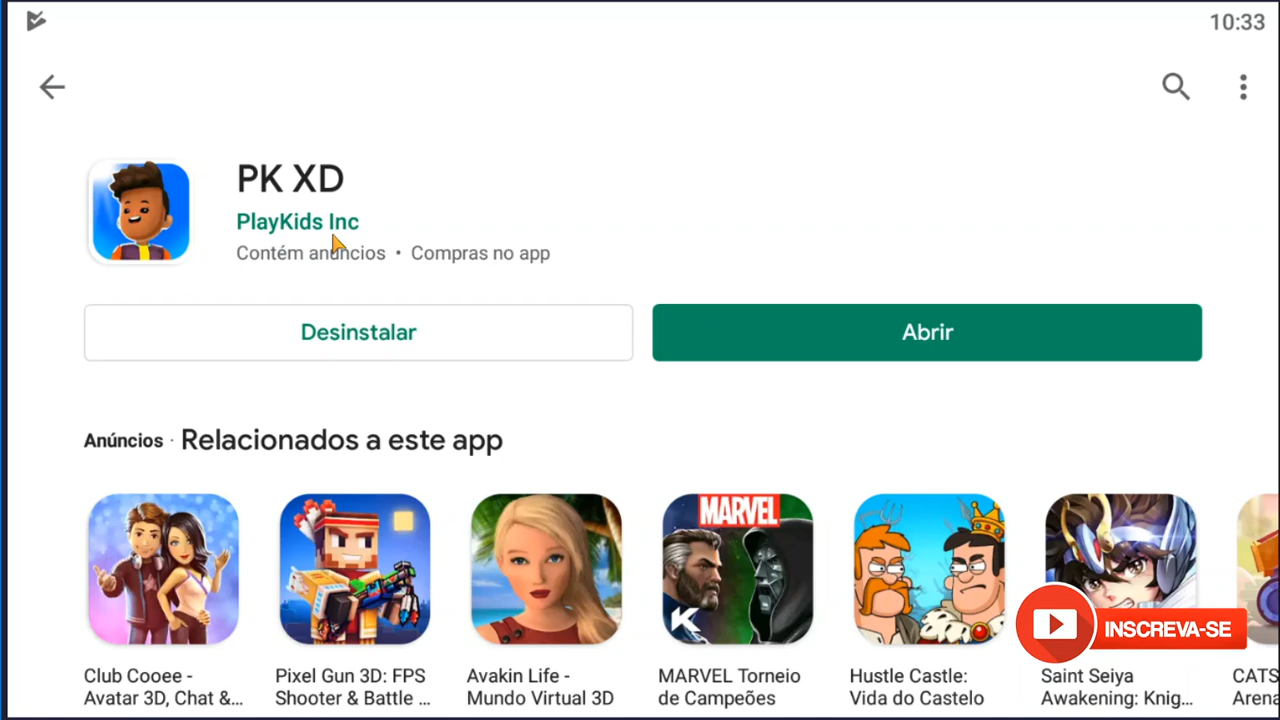 10:33
PK XD
PlayKids Inc
Contém anúncios • Compras no app
Desinstalar
Abrir
Anúncios · Relacionados a este app
MARVEL
K
INSCREVA-SE
Club Cooee -
Avatar 3D, Chat &...
Pixel Gun 3D: FPS
Shooter & Battle ...
Avakin Life -
Mundo Virtual 3D
MARVEL Torneio
de Campeões
Hustle Castle:
Vida do Castelo
Saint Seiya
Awakening: Knig...
CATS
Arena